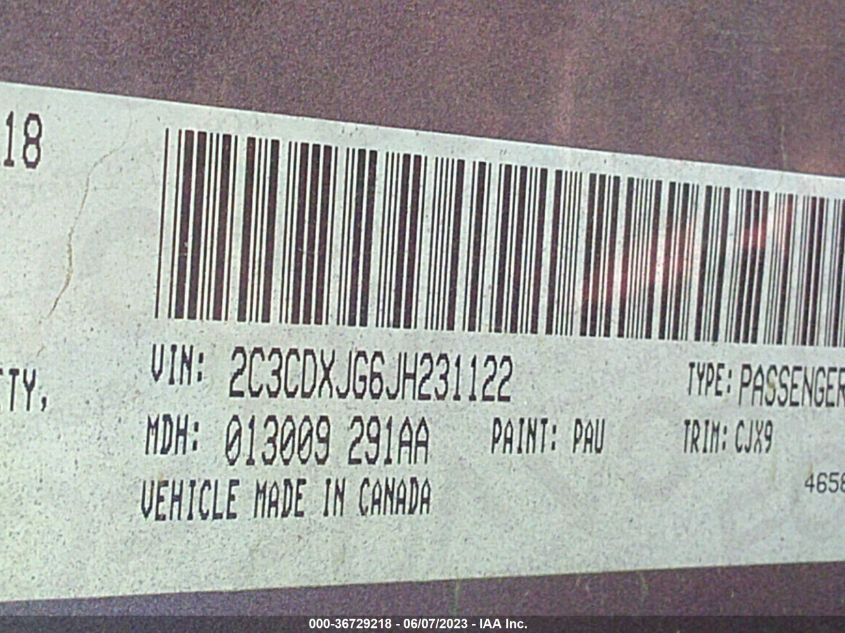 18
VIN: 2C3CDXJG6JH231122 TYPE: PASSENGER
TY,
MDH: 013009 291AA PAINT: PAU TRIM: CJX9
4658
VEHICLE MADE IN CANADA
000-36729218 - 06/07/2023 - IAA Inc.